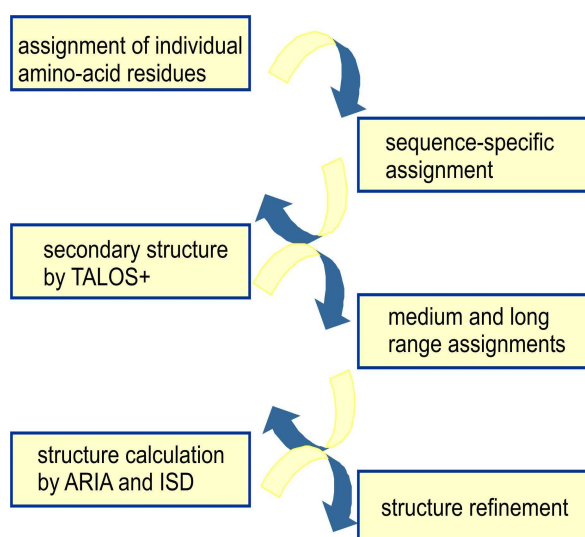 assignment of individual
amino-acid residues
sequence-specific
assignment
secondary structure
by TALOS+
medium and long
range assignments
structure calculation
by ARIA and ISD
structure refinement